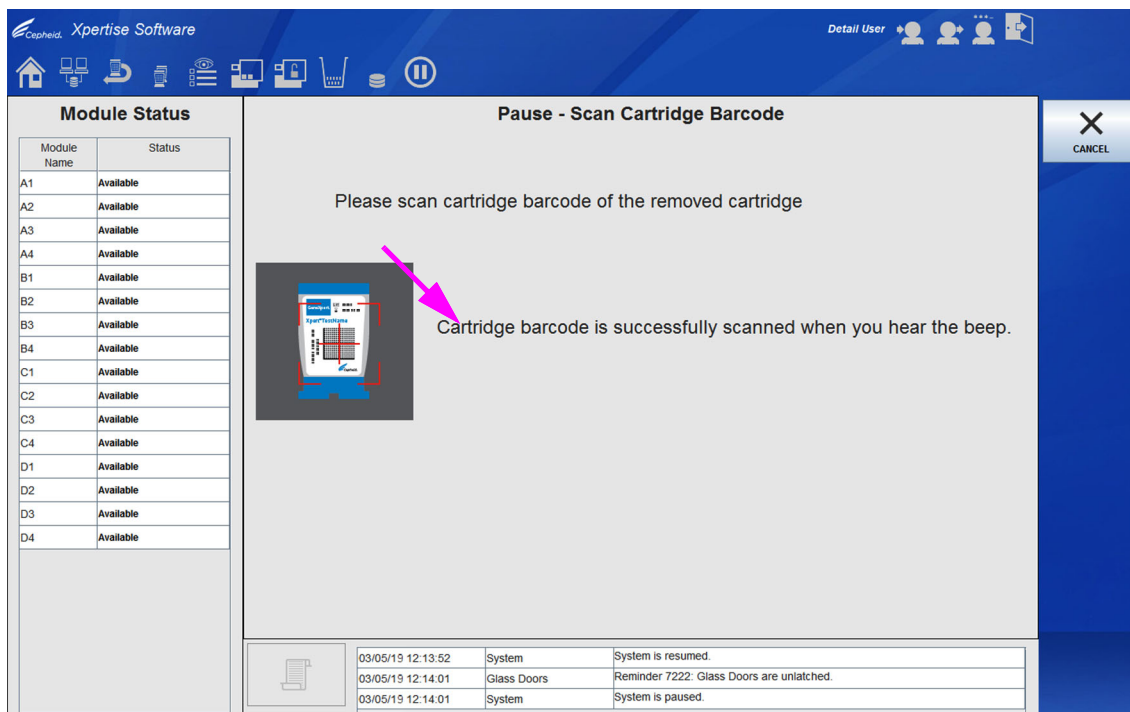 Cepheid. Xpertise Software
Detail User
Module Status
Module Name Status
A1 Available
A2 Available
A3 Available
A4 Available
B1 Available
B2 Available
B3 Available
B4 Available
C1 Available
C2 Available
C3 Available
C4 Available
D1 Available
D2 Available
D3 Available
D4 Available
Pause - Scan Cartridge Barcode
Please scan cartridge barcode of the removed cartridge
GeneXpert
Xpert TestName
Cepheid.
Cartridge barcode is successfully scanned when you hear the beep.
CANCEL
03/05/19 12:13:52 System System is resumed.
03/05/19 12:14:01 Glass Doors Reminder 7222: Glass Doors are unlatched.
03/05/19 12:14:01 System System is paused.